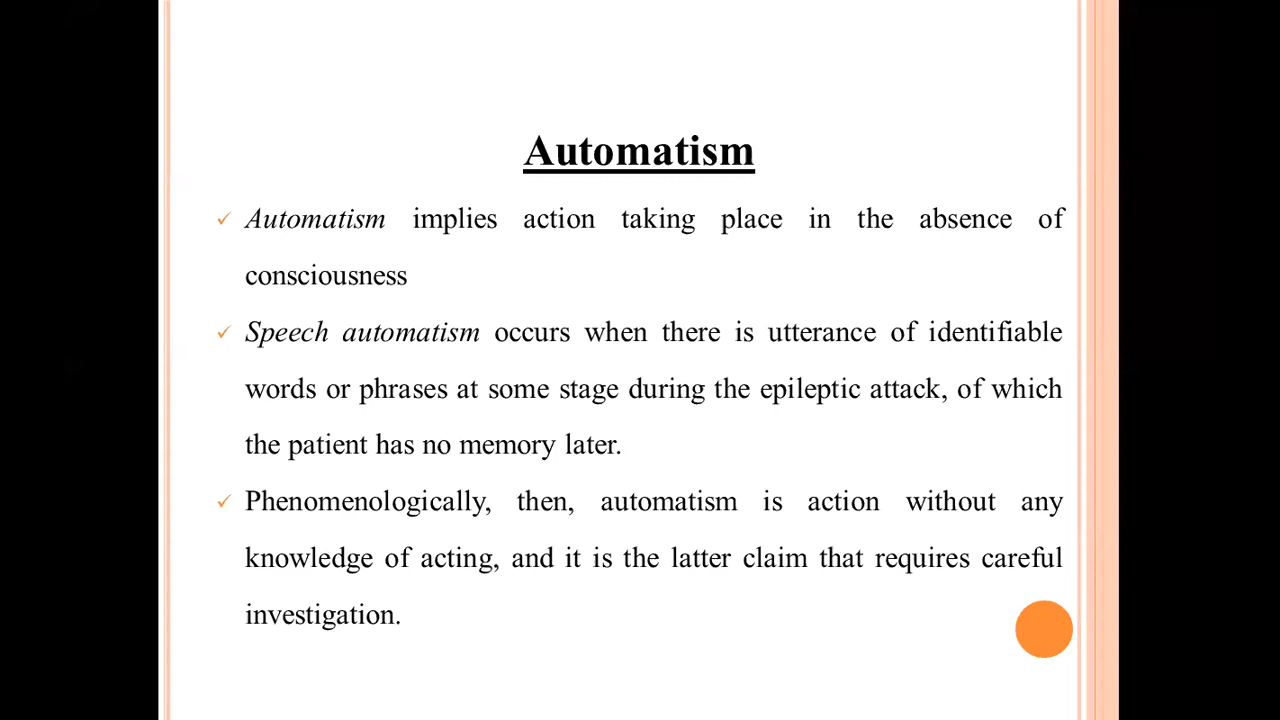 Automatism
Automatism implies action taking place in the absence of
consciousness
Speech automatism occurs when there is utterance of identifiable
words or phrases at some stage during the epileptic attack, of which
the patient has no memory later.
Phenomenologically, then, automatism is action without any
knowledge of acting, and it is the latter claim that requires careful
investigation.